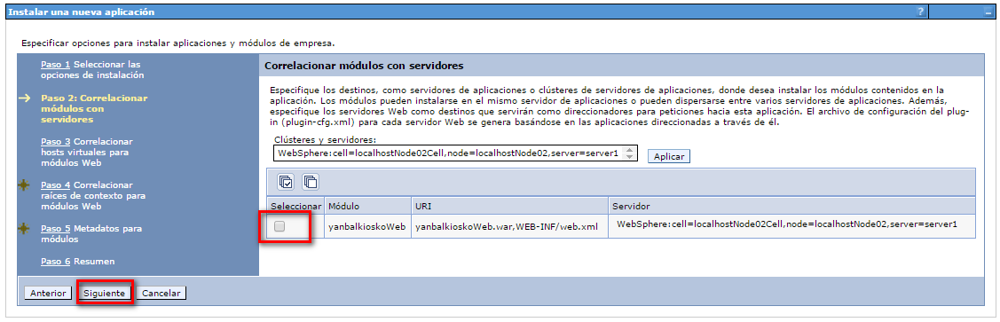 Instalar una nueva aplicación
?
Especificar opciones para instalar aplicaciones y módulos de empresa.
Paso 1 Seleccionar las
opciones de instalación
Paso 2: Correlacionar
módulos con
servidores
Paso 3 Correlacionar
hosts virtuales para
módulos Web
Paso 4 Correlacionar
raíces de contexto para
módulos Web
Paso 5 Metadatos para
módulos
Paso 6 Resumen
Correlacionar módulos con servidores
Especifique los destinos, como servidores de aplicaciones o clústeres de servidores de aplicaciones, donde desea instalar los módulos contenidos en la
aplicación. Los módulos pueden instalarse en el mismo servidor de aplicaciones o pueden dispersarse entre varios servidores de aplicaciones. Además,
especifique los servidores Web como destinos que servirán como direccionadores para peticiones hacia esta aplicación. El archivo de configuración del plug-
in (plugin-cfg.xml) para cada servidor Web se genera basándose en las aplicaciones direccionadas a través de él.
Clústeres y servidores:
WebSphere:cell=localhostNode02Cell,node=localhostNode02,server=server1
Aplicar
Seleccionar Módulo URI Servidor
yanbalkioskoWeb yanbalkioskoWeb.war,WEB-INF/web.xml WebSphere:cell=localhostNode02Cell,node=localhostNode02,server=server1
Anterior Siguiente Cancelar